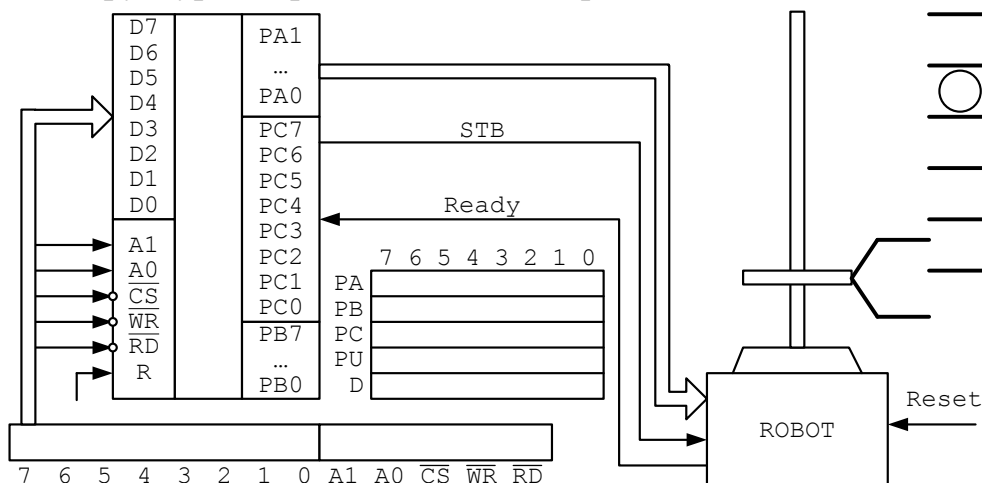 D7
D6
D5
D4
D3
D2
D1
D0
A1
A0
CS
WR
RD
R
PA1
…
PA0
PC7
PC6
PC5
PC4
PC3
PC2
PC1
PC0
PB7
…
PB0
STB
Ready
7 6 5 4 3 2 1 0
PA
PB
PC
PU
D
ROBOT
Reset
7 6 5 4 3 2 1 0 A1 A0 CS WR RD